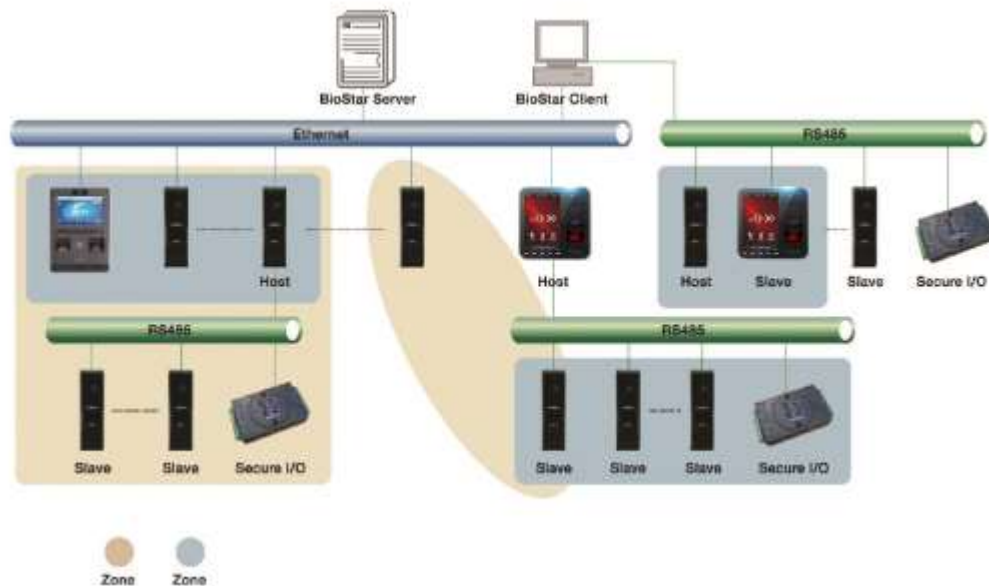 BioStar Server
BioStar Client
Ethernet
RS485
Host
Host
Host
Slave
Slave
Secure I/O
RS485
RS485
Slave
Slave
Secure I/O
Slave
Slave
Slave
Secure I/O
Zone
Zone